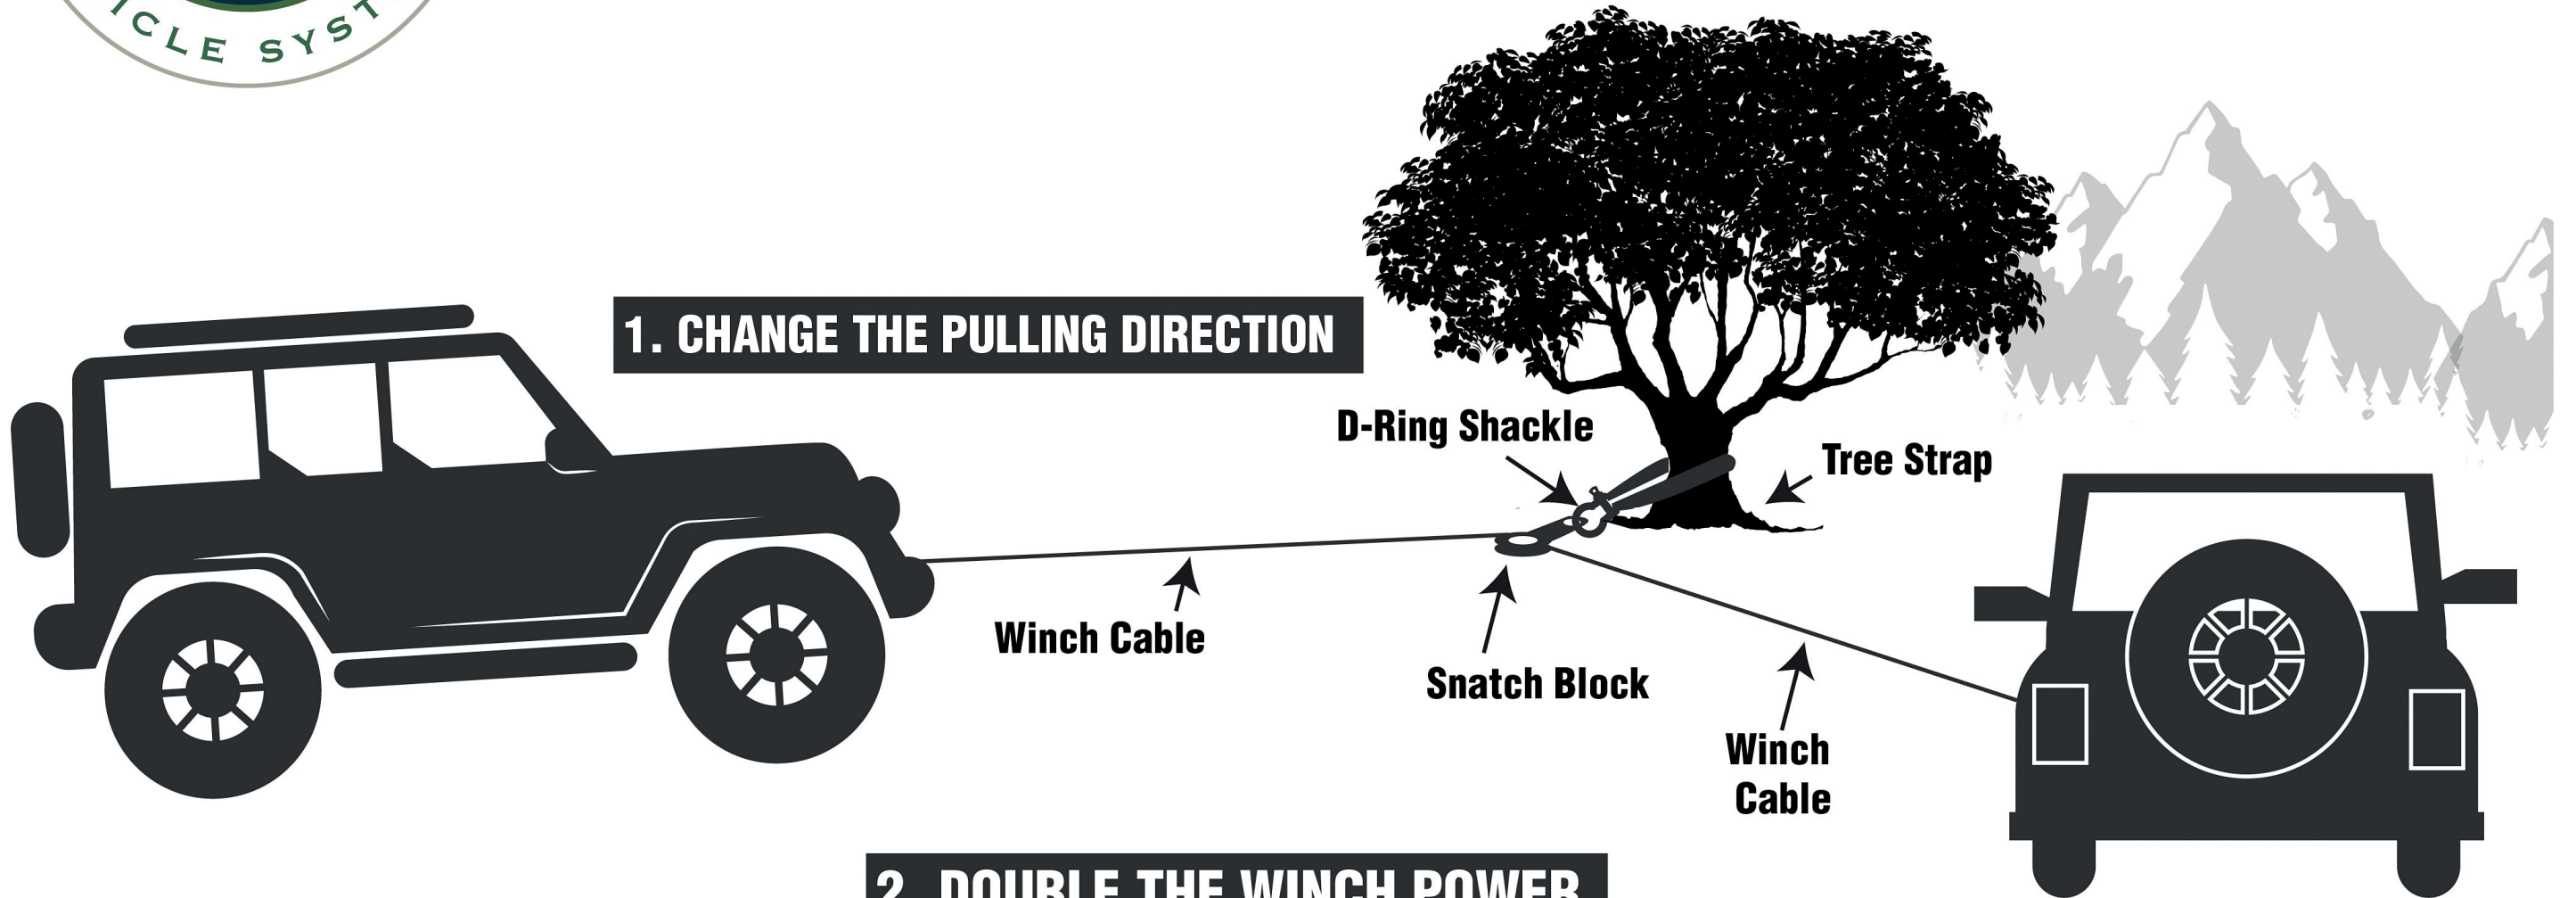 ICLE SYST
1. CHANGE THE PULLING DIRECTION
D-Ring Shackle
Tree Strap
Winch Cable
Snatch Block
Winch
Cable
2. DOUBLE THE WINCH POWER